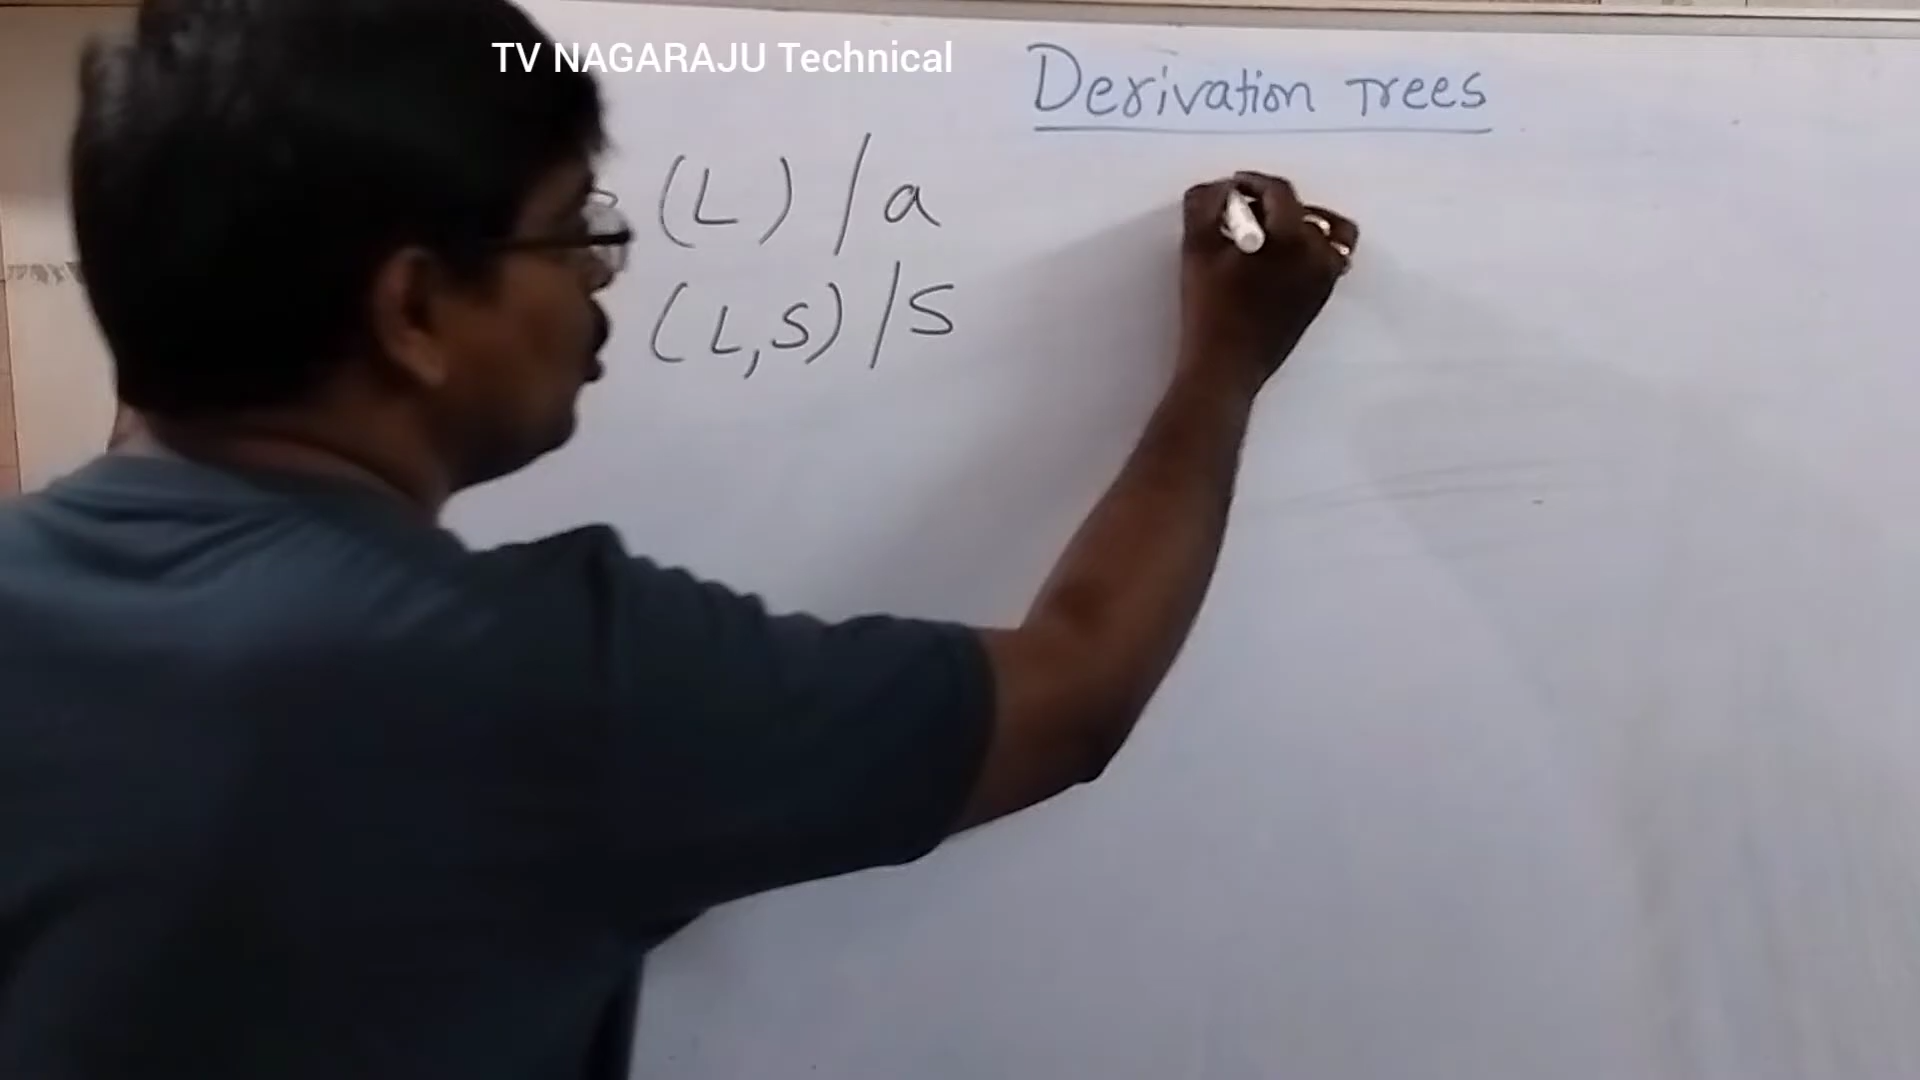 TV NAGARAJU Technical
Derivation Trees
(L) / a
(L,S) / S